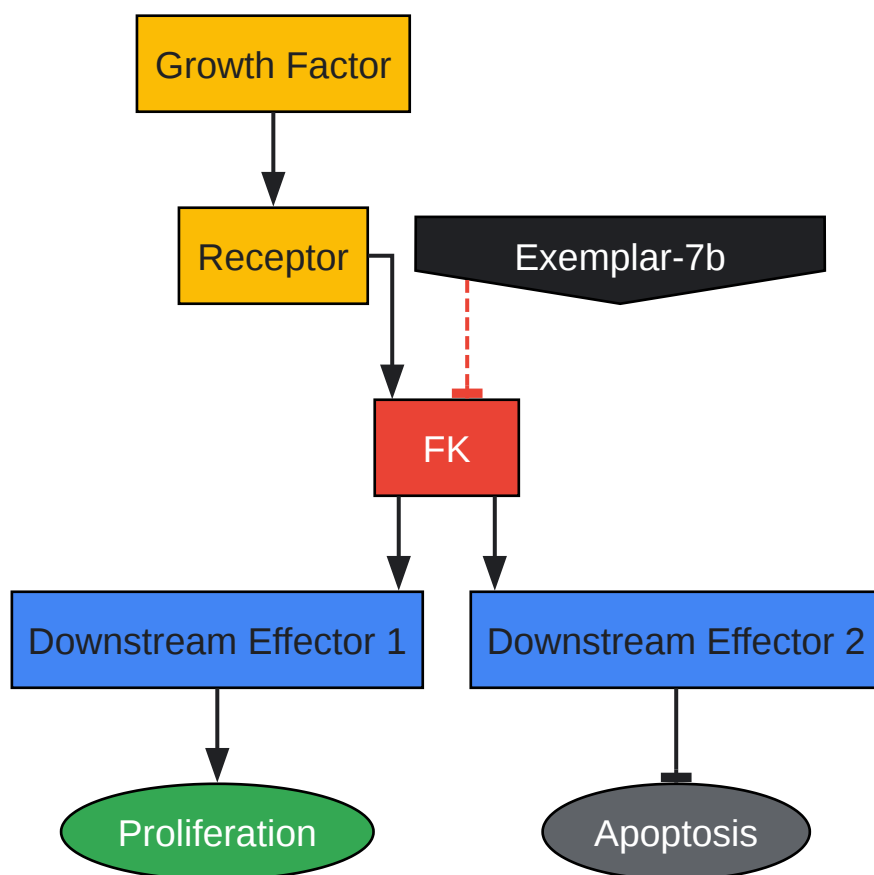 Growth Factor
Receptor
Exemplar-7b
FK
Downstream Effector 1
Downstream Effector 2
Proliferation
Apoptosis